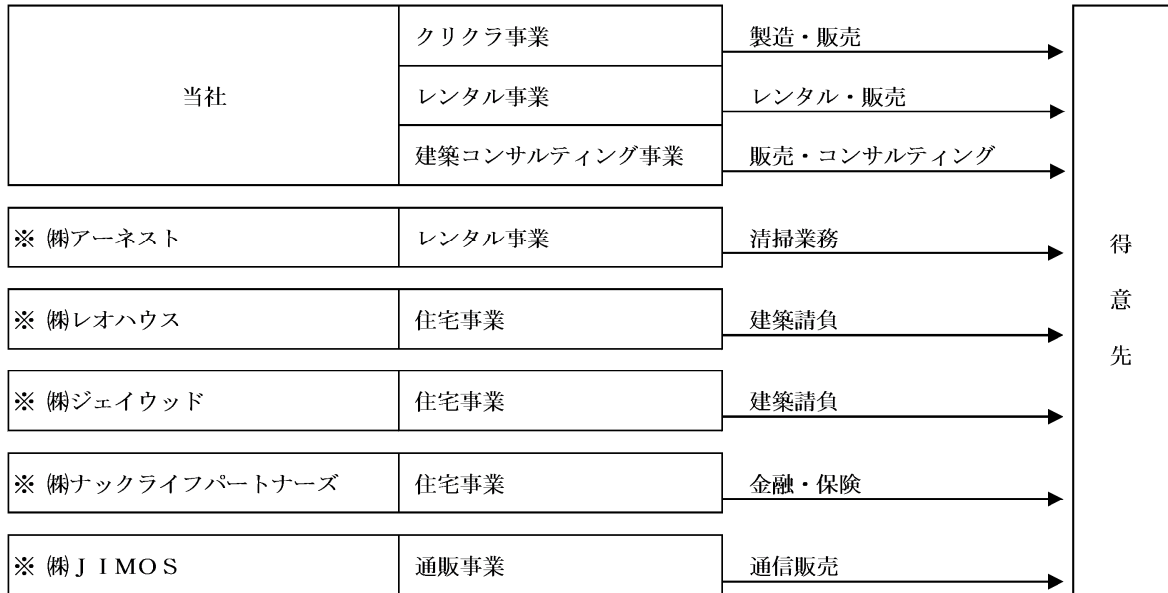 当社
クリクラ事業 製造・販売
レンタル事業 レンタル・販売
建築コンサルティング事業 販売・コンサルティング
※ ㈱アーネスト レンタル事業 清掃業務
※ ㈱レオハウス 住宅事業 建築請負
※ ㈱ジェイウッド 住宅事業 建築請負
※ ㈱ナックライフパートナーズ 住宅事業 金融・保険
※ ㈱ＪＩＭＯＳ 通販事業 通信販売
得意先